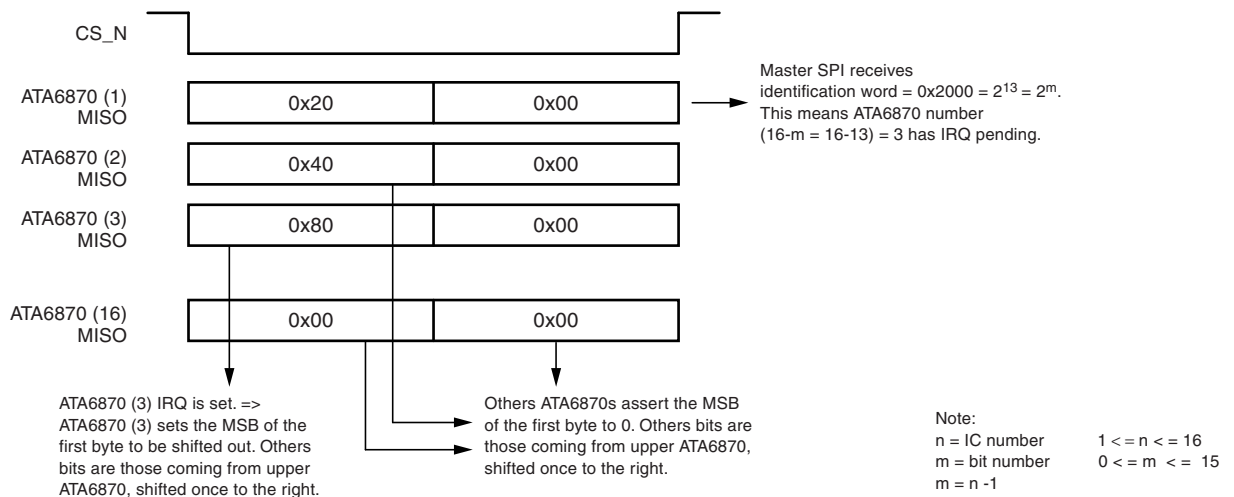 CS_N
ATA6870 (1)
MISO
0x20 0x00
Master SPI receives
identification word = 0x2000 = 2^13 = 2^m.
This means ATA6870 number
(16-m = 16-13) = 3 has IRQ pending.
ATA6870 (2)
MISO
0x40 0x00
ATA6870 (3)
MISO
0x80 0x00
ATA6870 (16)
MISO
0x00 0x00
ATA6870 (3) IRQ is set. =>
ATA6870 (3) sets the MSB of the
first byte to be shifted out. Others
bits are those coming from upper
ATA6870, shifted once to the right.
Others ATA6870s assert the MSB
of the first byte to 0. Others bits are
those coming from upper ATA6870,
shifted once to the right.
Note:
n = IC number 1 < = n < = 16
m = bit number 0 < = m < = 15
m = n -1